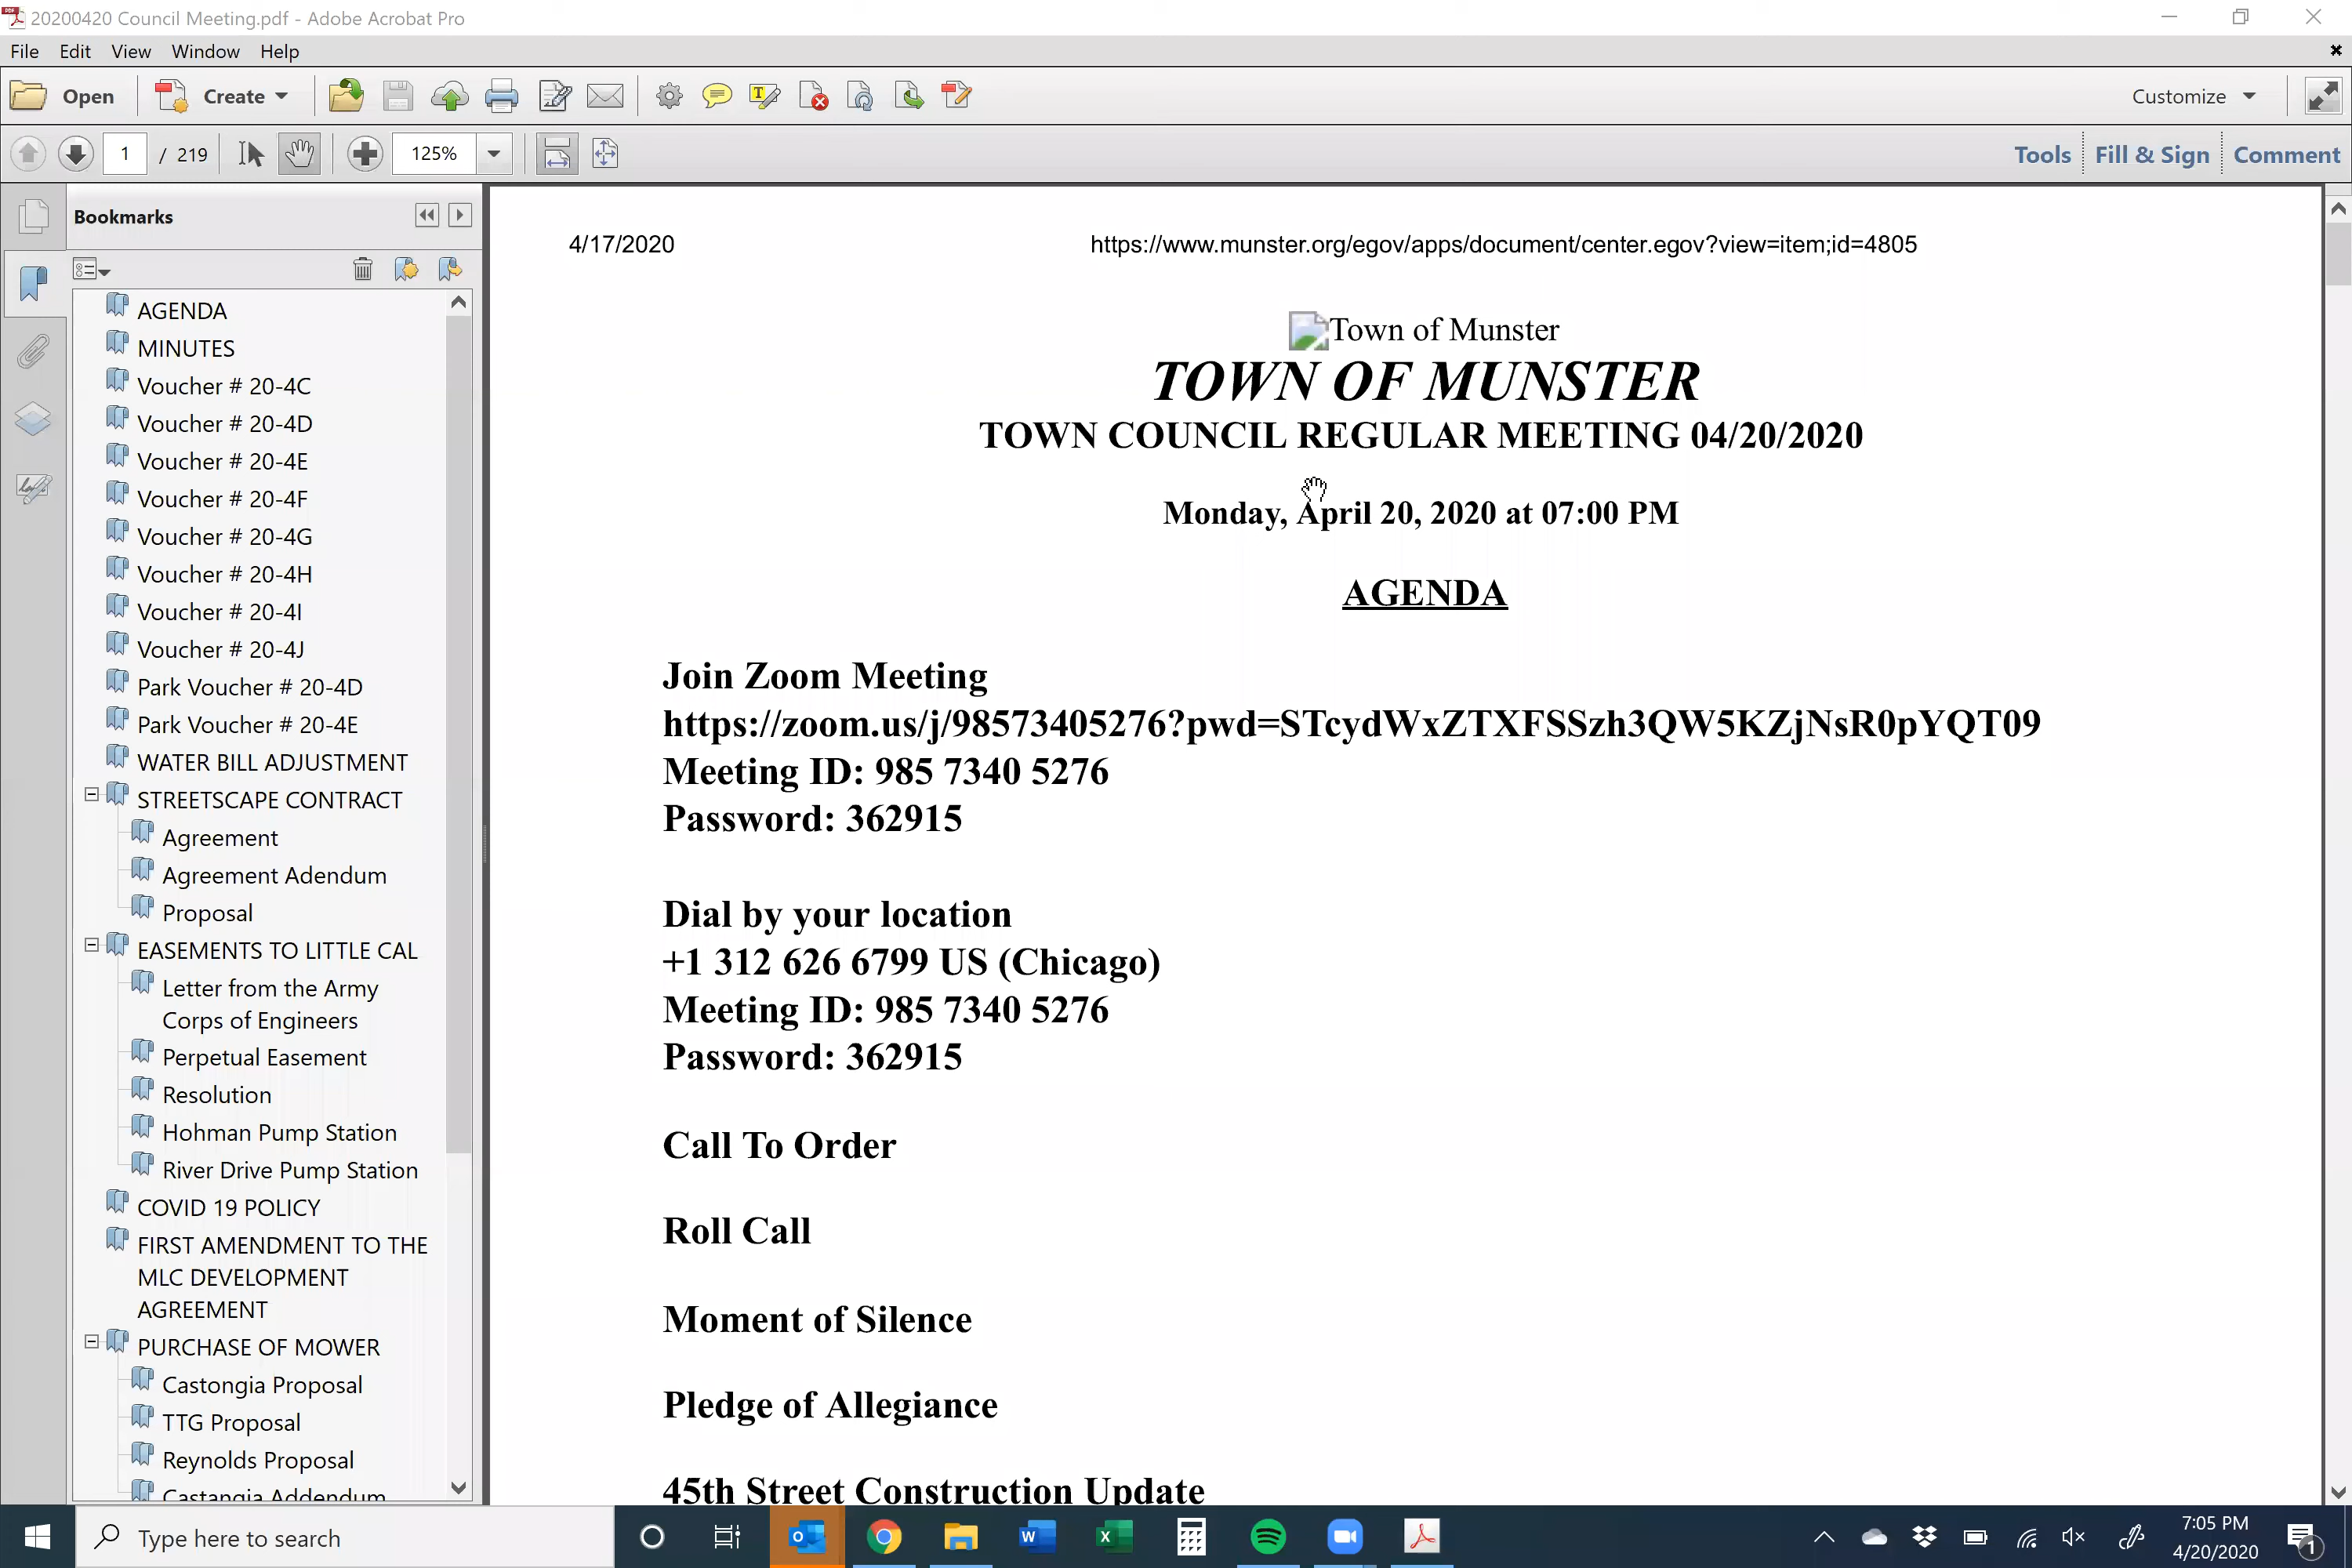 20200420 Council Meeting.pdf - Adobe Acrobat Pro
File Edit View Window Help
Open Create Customize
1 / 219 125% Tools Fill & Sign Comment
Bookmarks
AGENDA
MINUTES
Voucher # 20-4C
Voucher # 20-4D
Voucher # 20-4E
Voucher # 20-4F
Voucher # 20-4G
Voucher # 20-4H
Voucher # 20-4I
Voucher # 20-4J
Park Voucher # 20-4D
Park Voucher # 20-4E
WATER BILL ADJUSTMENT
STREETSCAPE CONTRACT
Agreement
Agreement Adendum
Proposal
EASEMENTS TO LITTLE CAL
Letter from the Army
Corps of Engineers
Perpetual Easement
Resolution
Hohman Pump Station
River Drive Pump Station
COVID 19 POLICY
FIRST AMENDMENT TO THE
MLC DEVELOPMENT
AGREEMENT
PURCHASE OF MOWER
Castongia Proposal
TTG Proposal
Reynolds Proposal
Castangia Addendum
4/17/2020 https://www.munster.org/egov/apps/document/center.egov?view=item;id=4805
Town of Munster
TOWN OF MUNSTER
TOWN COUNCIL REGULAR MEETING 04/20/2020
Monday, April 20, 2020 at 07:00 PM
AGENDA
Join Zoom Meeting
https://zoom.us/j/98573405276?pwd=STcydWxZTXFSSzh3QW5KZjNsR0pYQT09
Meeting ID: 985 7340 5276
Password: 362915
Dial by your location
+1 312 626 6799 US (Chicago)
Meeting ID: 985 7340 5276
Password: 362915
Call To Order
Roll Call
Moment of Silence
Pledge of Allegiance
45th Street Construction Update
Type here to search
7:05 PM
4/20/2020
1